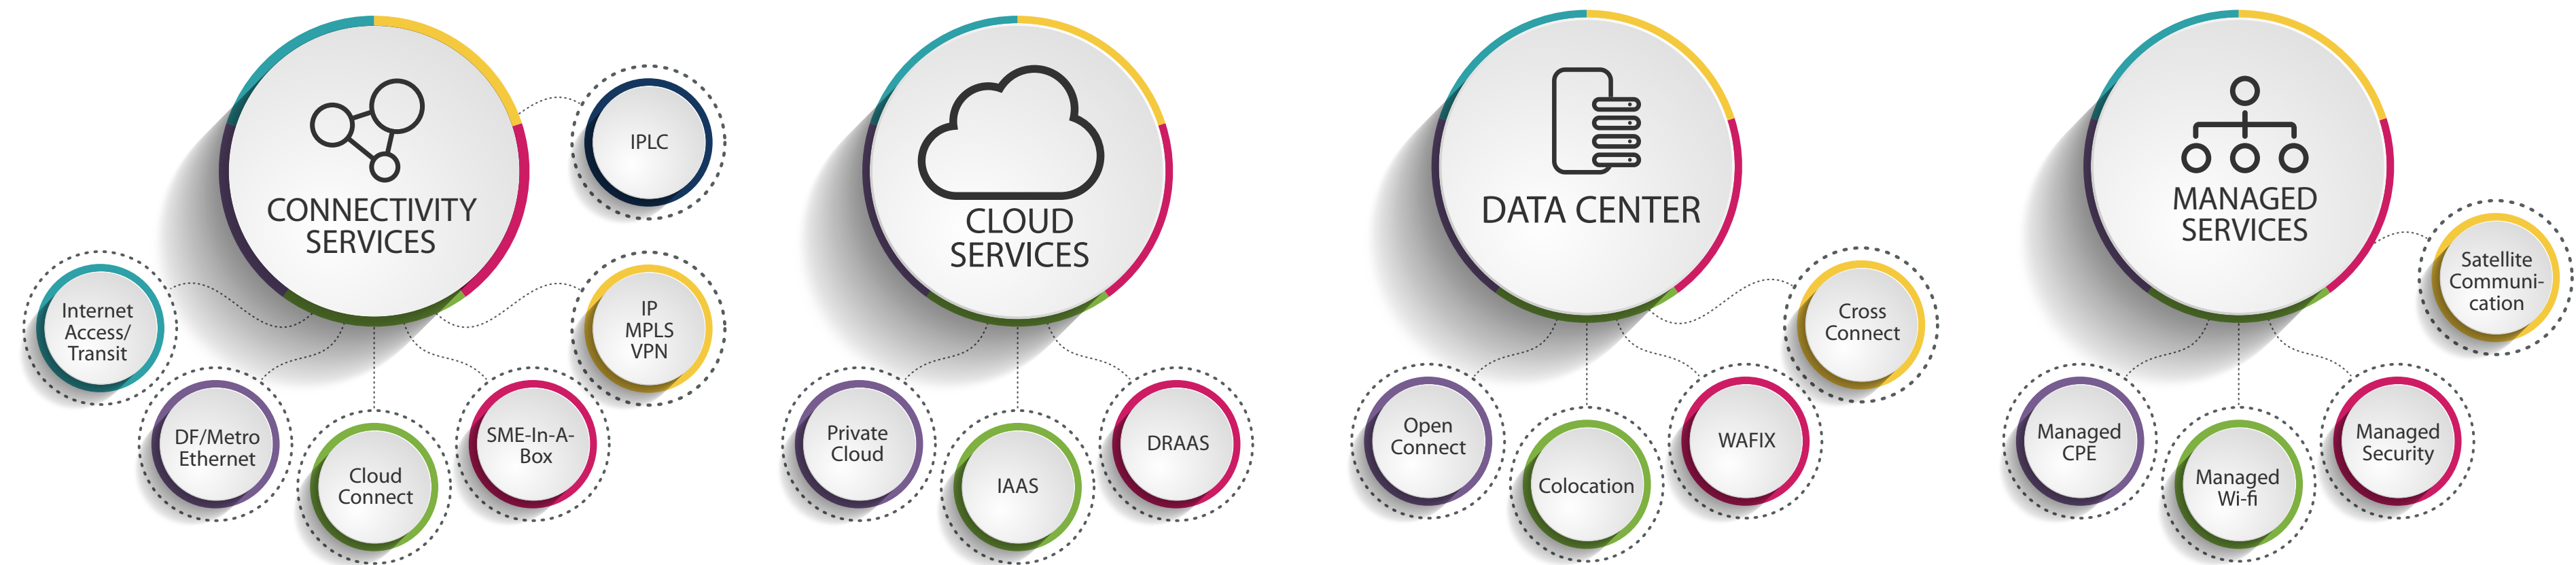 CONNECTIVITY
SERVICES
IPLC
Internet
Access/
Transit
DF/Metro
Ethernet
Cloud
Connect
SME-In-A-
Box
IP
MPLS
VPN
CLOUD
SERVICES
Private
Cloud
IAAS
DRAAS
DATA CENTER
Open
Connect
Colocation
WAFIX
Cross
Connect
MANAGED
SERVICES
Managed
CPE
Managed
Wi-fi
Managed
Security
Satellite
Communi-
cation